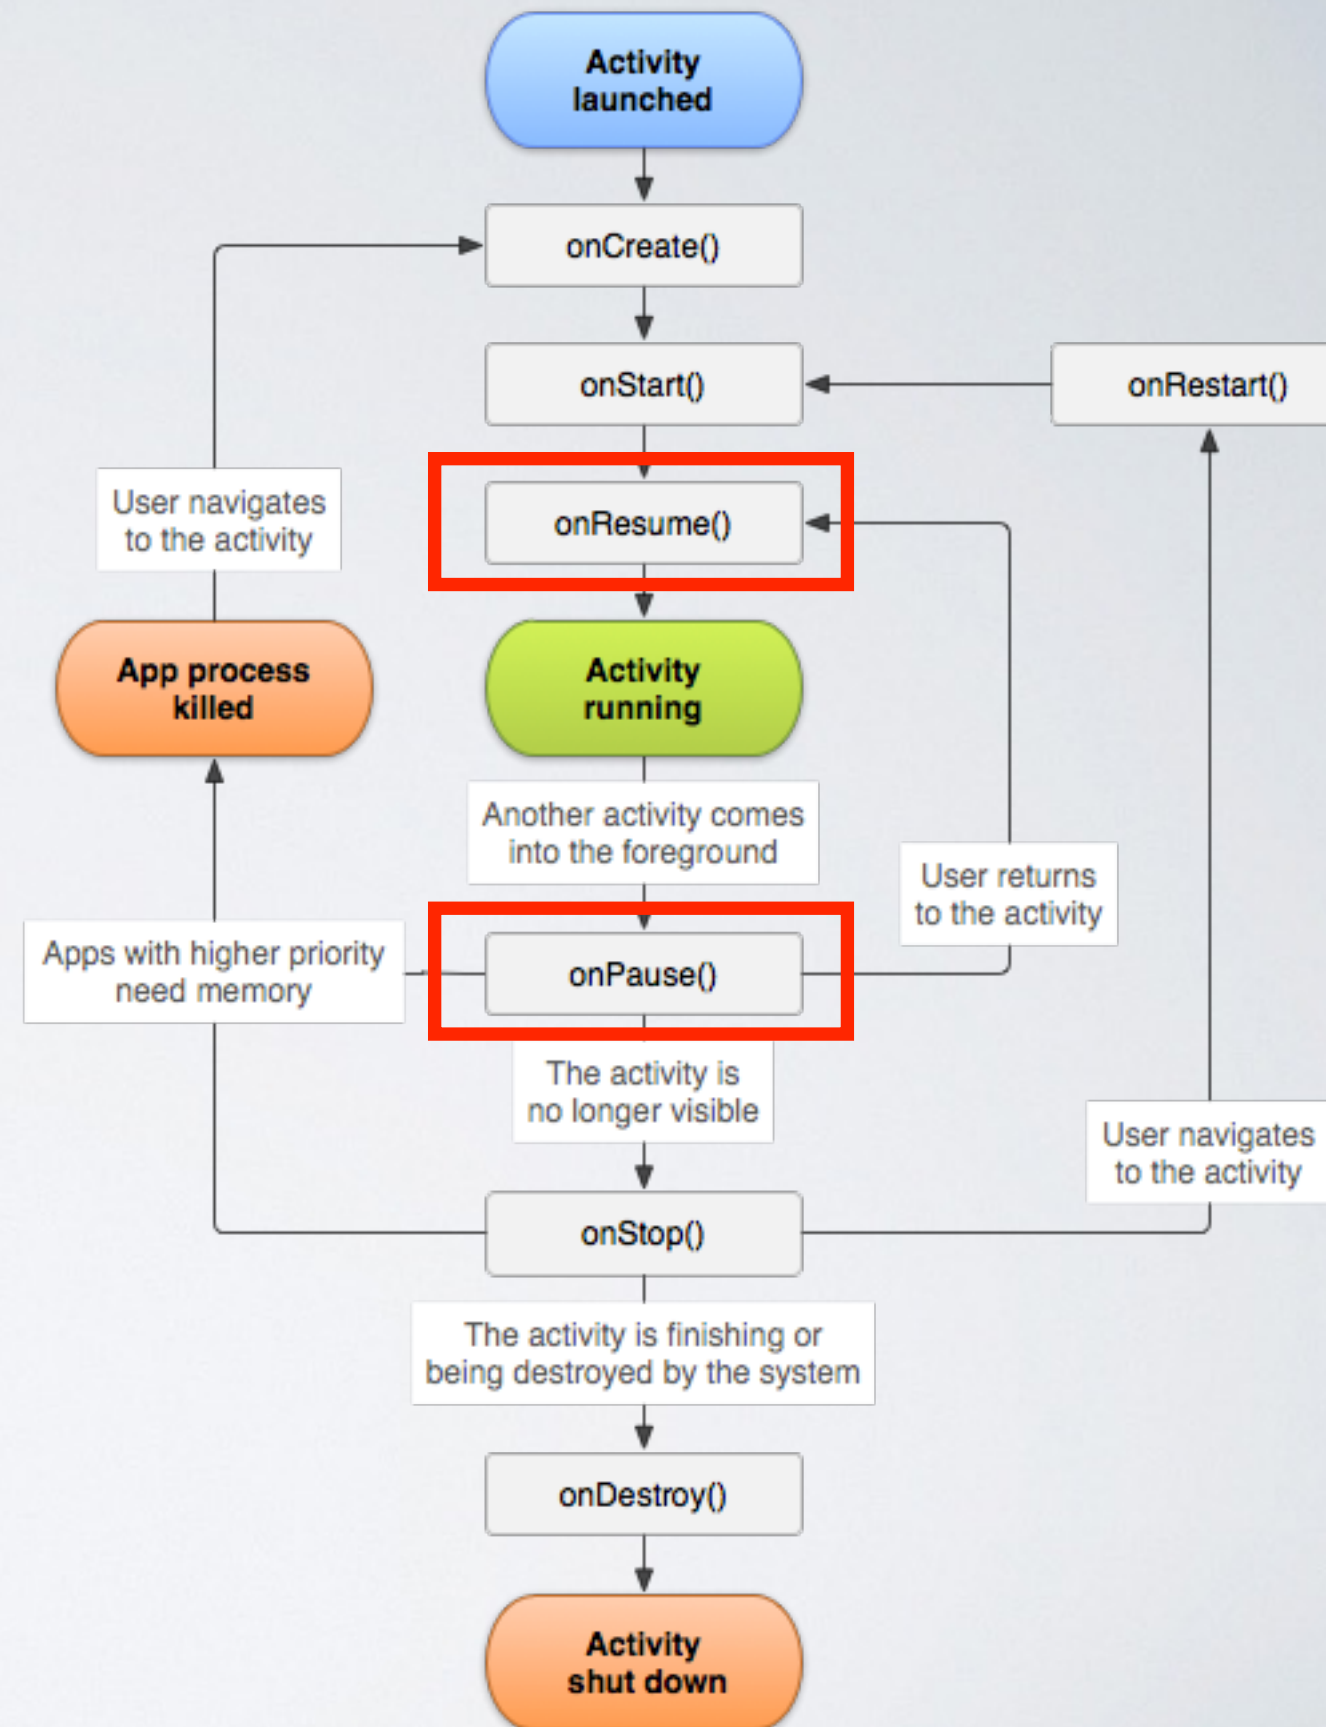 Activity
launched
onCreate()
onStart()
onRestart()
onResume()
User navigates
to the activity
App process
killed
Activity
running
Another activity comes
into the foreground
User returns
to the activity
Apps with higher priority
need memory
onPause()
The activity is
no longer visible
User navigates
to the activity
onStop()
The activity is finishing or
being destroyed by the system
onDestroy()
Activity
shut down